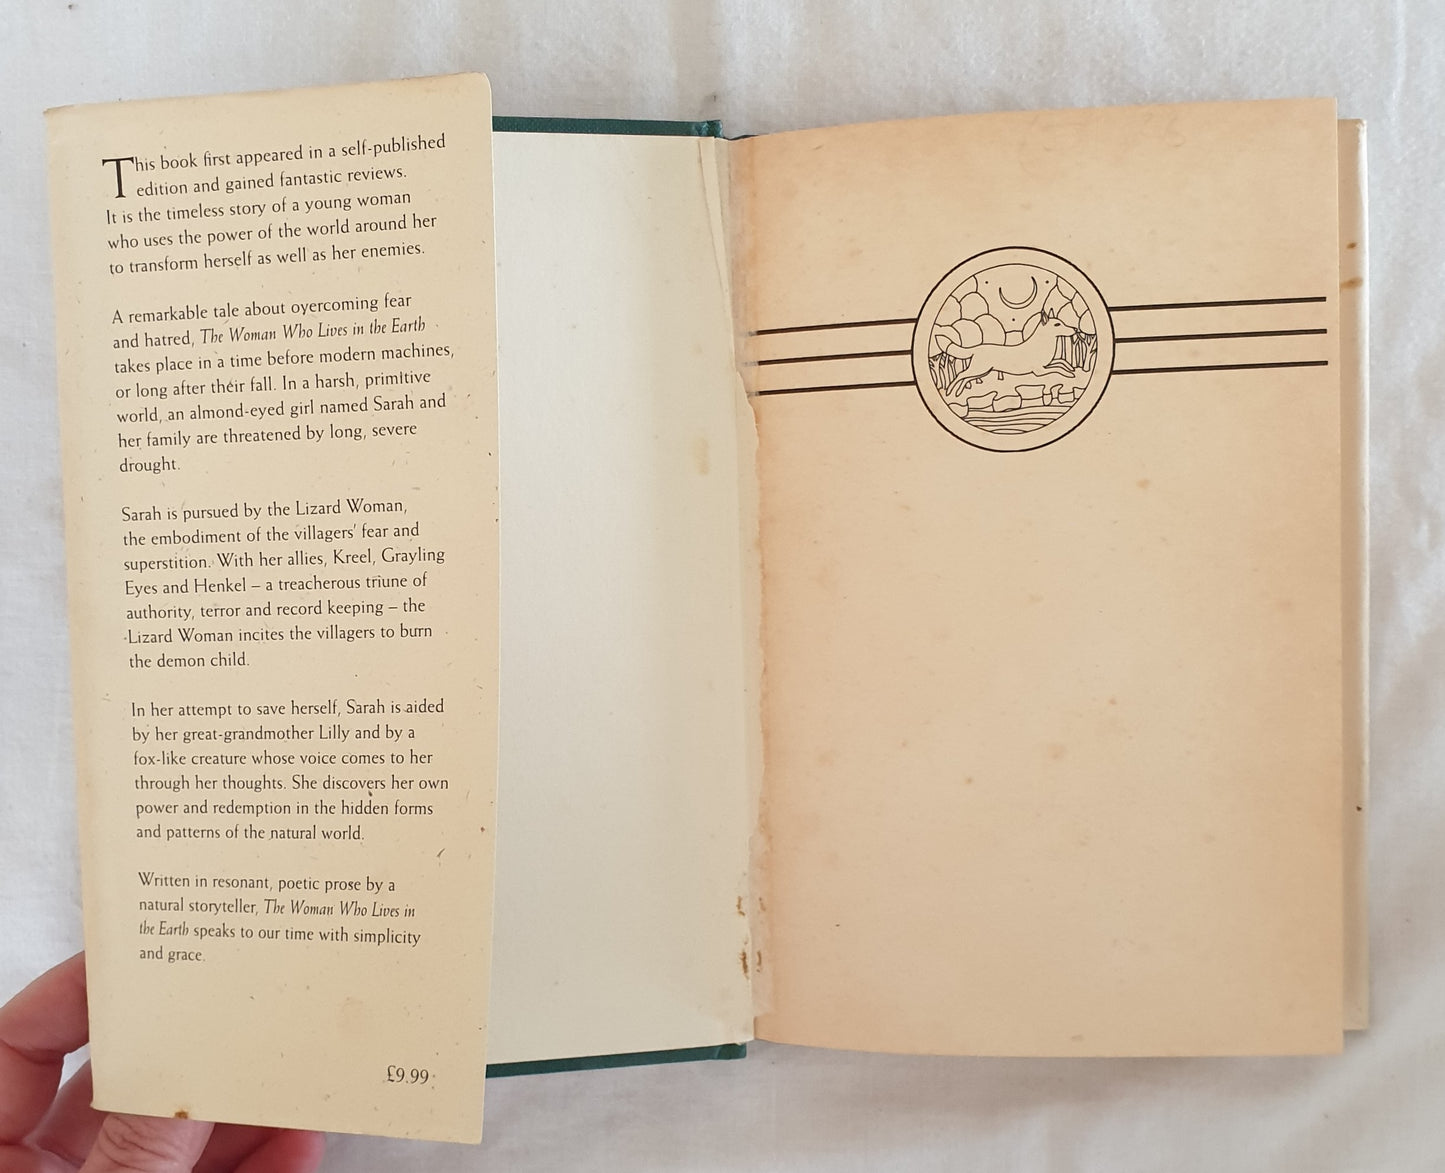 This book first appeared in a self-published
edition and gained fantastic reviews.
It is the timeless story of a young woman
who uses the power of the world around her
to transform herself as well as her enemies.
A remarkable tale about overcoming fear
and hatred, The Woman Who Lives in the Earth
takes place in a time before modern machines,
or long after their fall. In a harsh, primitive
world, an almond-eyed girl named Sarah and
her family are threatened by long, severe
drought.
Sarah is pursued by the Lizard Woman,
the embodiment of the villagers' fear and
superstition. With her allies, Kreel, Grayling
Eyes and Henkel – a treacherous triune of
authority, terror and record keeping – the
Lizard Woman incites the villagers to burn
the demon child.
In her attempt to save herself, Sarah is aided
by her great-grandmother Lilly and by a
fox-like creature whose voice comes to her
through her thoughts. She discovers her own
power and redemption in the hidden forms
and patterns of the natural world.
Written in resonant, poetic prose by a
natural storyteller, The Woman Who Lives in
the Earth speaks to our time with simplicity
and grace.
£9.99